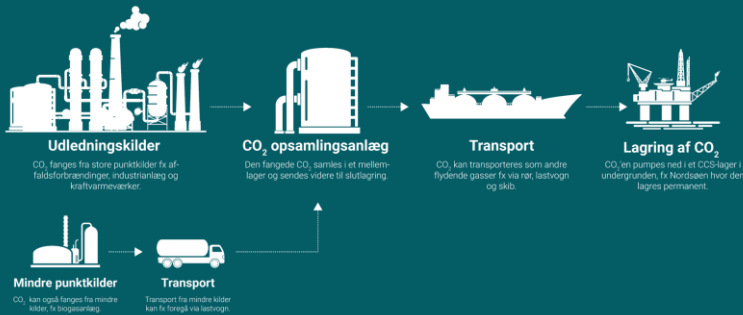 Udledningskilder
CO2 fanges fra store punktkilder fx af-
faldsforbrændinger, industrianlæg og
kraftvarmeværker.
CO2 opsamlingsanlæg
Den fangede CO2 samles i et mellem-
lager og sendes videre til slutlagring.
Transport
CO2 kan transporteres som andre
flydende gasser fx via rør, lastvogn
og skib.
Lagring af CO2
CO2'en pumpes ned i et CCS-lager i
undergrunden, fx Nordsøen hvor den
lagres permanent.
Mindre punktkilder
CO2 kan også fanges fra mindre
kilder, fx biogasanlæg.
Transport
Transport fra mindre kilder
kan fx foregå via lastvogn.